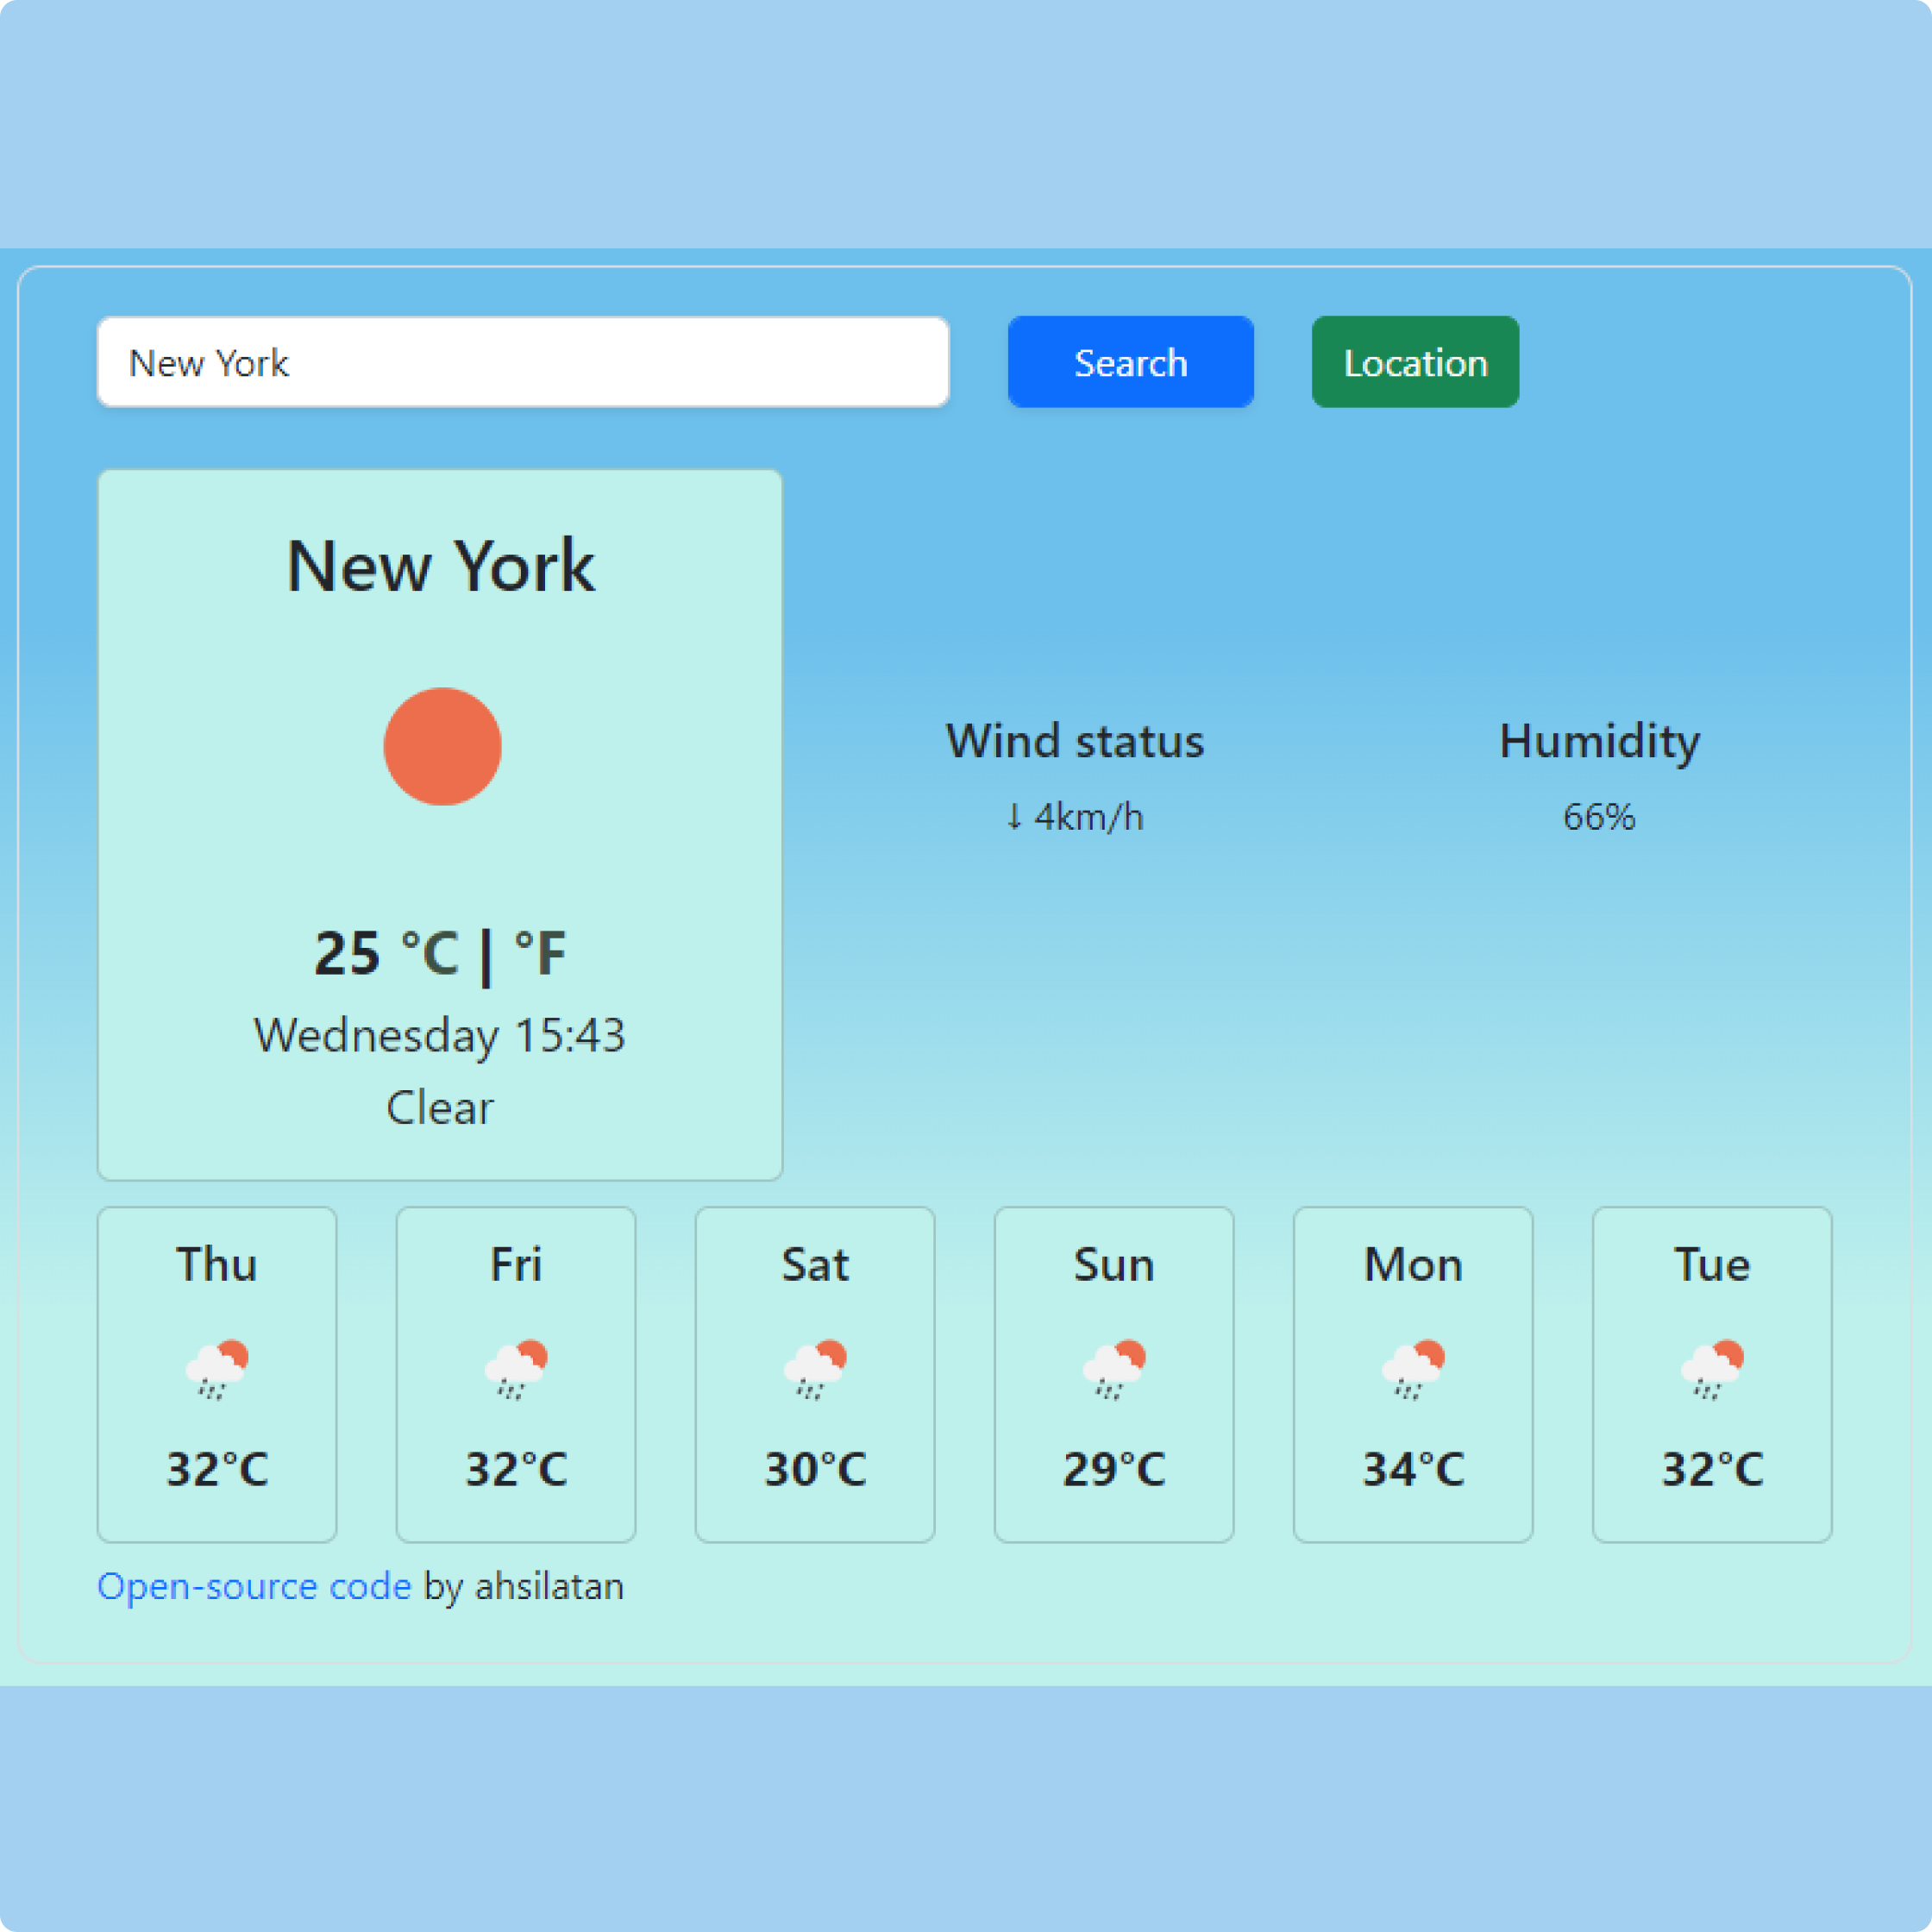 New York
Search
Location
New York
25 °C | °F
Wednesday 15:43
Clear
Wind status
↓ 4km/h
Humidity
66%
Thu
32°C
Fri
32°C
Sat
30°C
Sun
29°C
Mon
34°C
Tue
32°C
Open-source code by ahsilatan